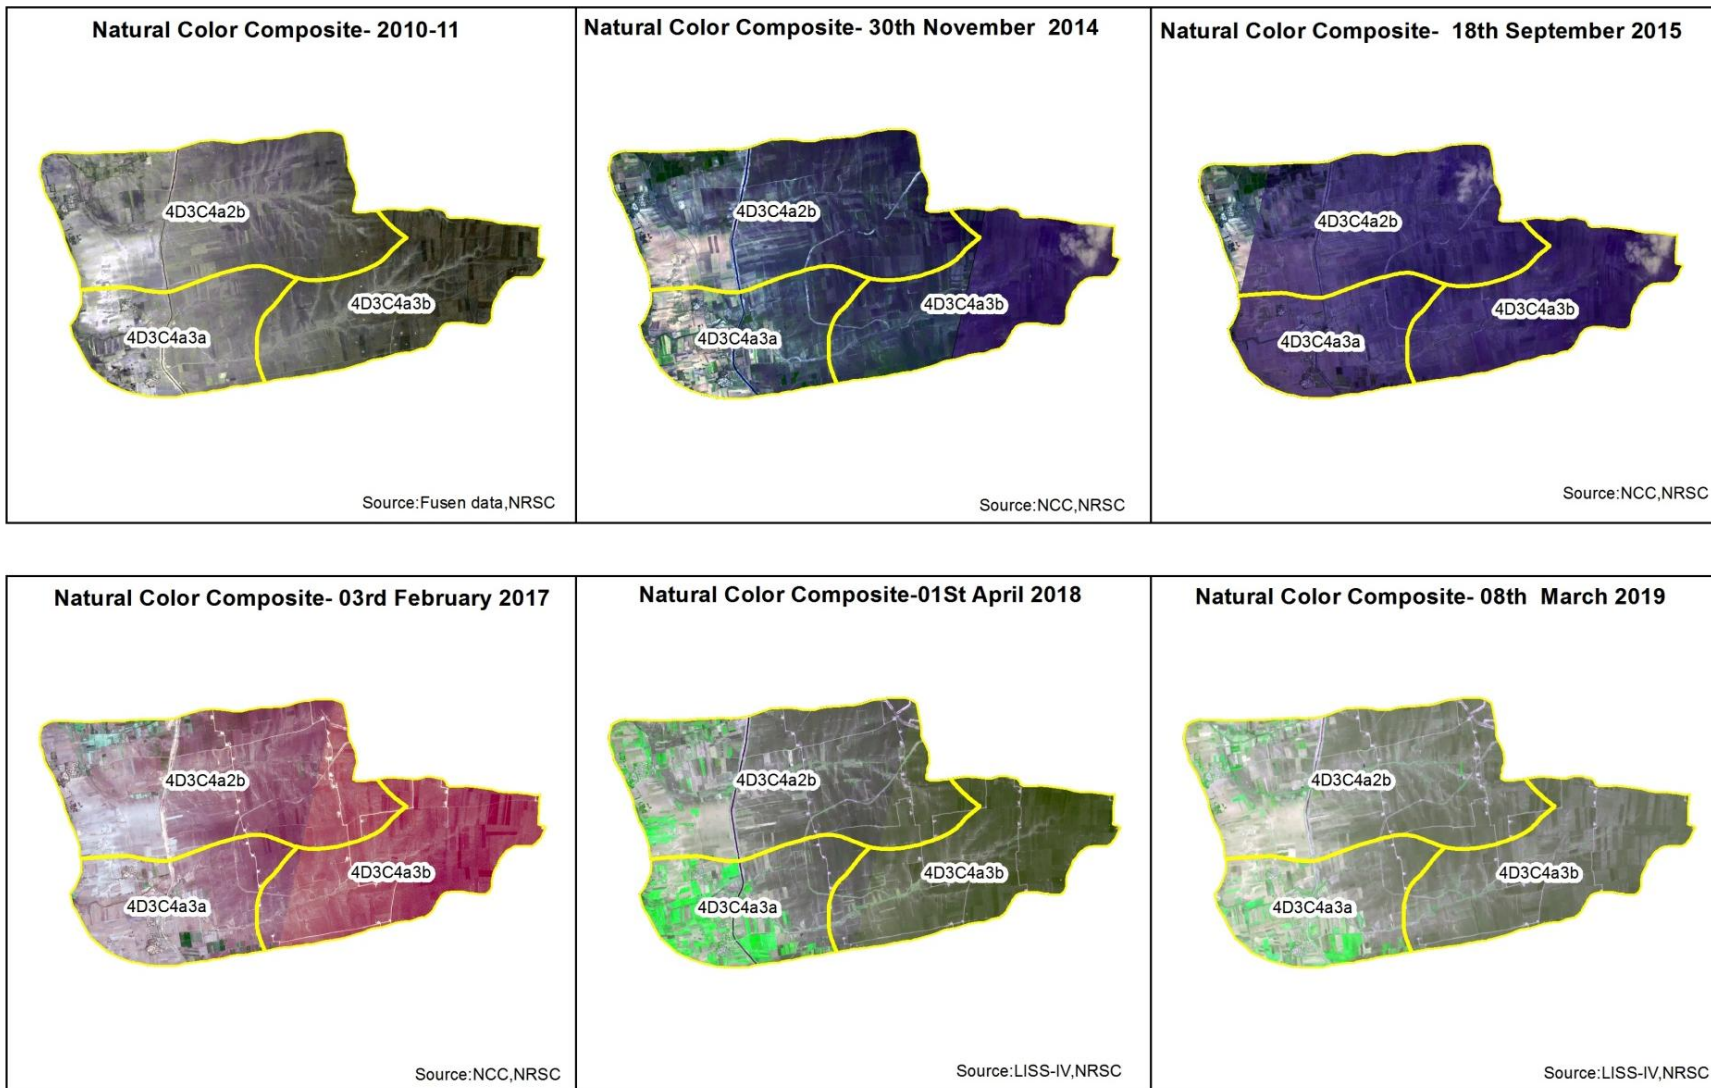 Natural Color Composite- 2010-11
4D3C4a2b
4D3C4a3b
4D3C4a3a
Source:Fusen data,NRSC
Natural Color Composite- 30th November 2014
4D3C4a2b
4D3C4a3b
4D3C4a3a
Source:NCC,NRSC
Natural Color Composite- 18th September 2015
4D3C4a2b
4D3C4a3b
4D3C4a3a
Source:NCC,NRSC
Natural Color Composite- 03rd February 2017
4D3C4a2b
4D3C4a3b
4D3C4a3a
Source:NCC,NRSC
Natural Color Composite-01St April 2018
4D3C4a2b
4D3C4a3b
4D3C4a3a
Source:LISS-IV,NRSC
Natural Color Composite- 08th March 2019
4D3C4a2b
4D3C4a3b
4D3C4a3a
Source:LISS-IV,NRSC